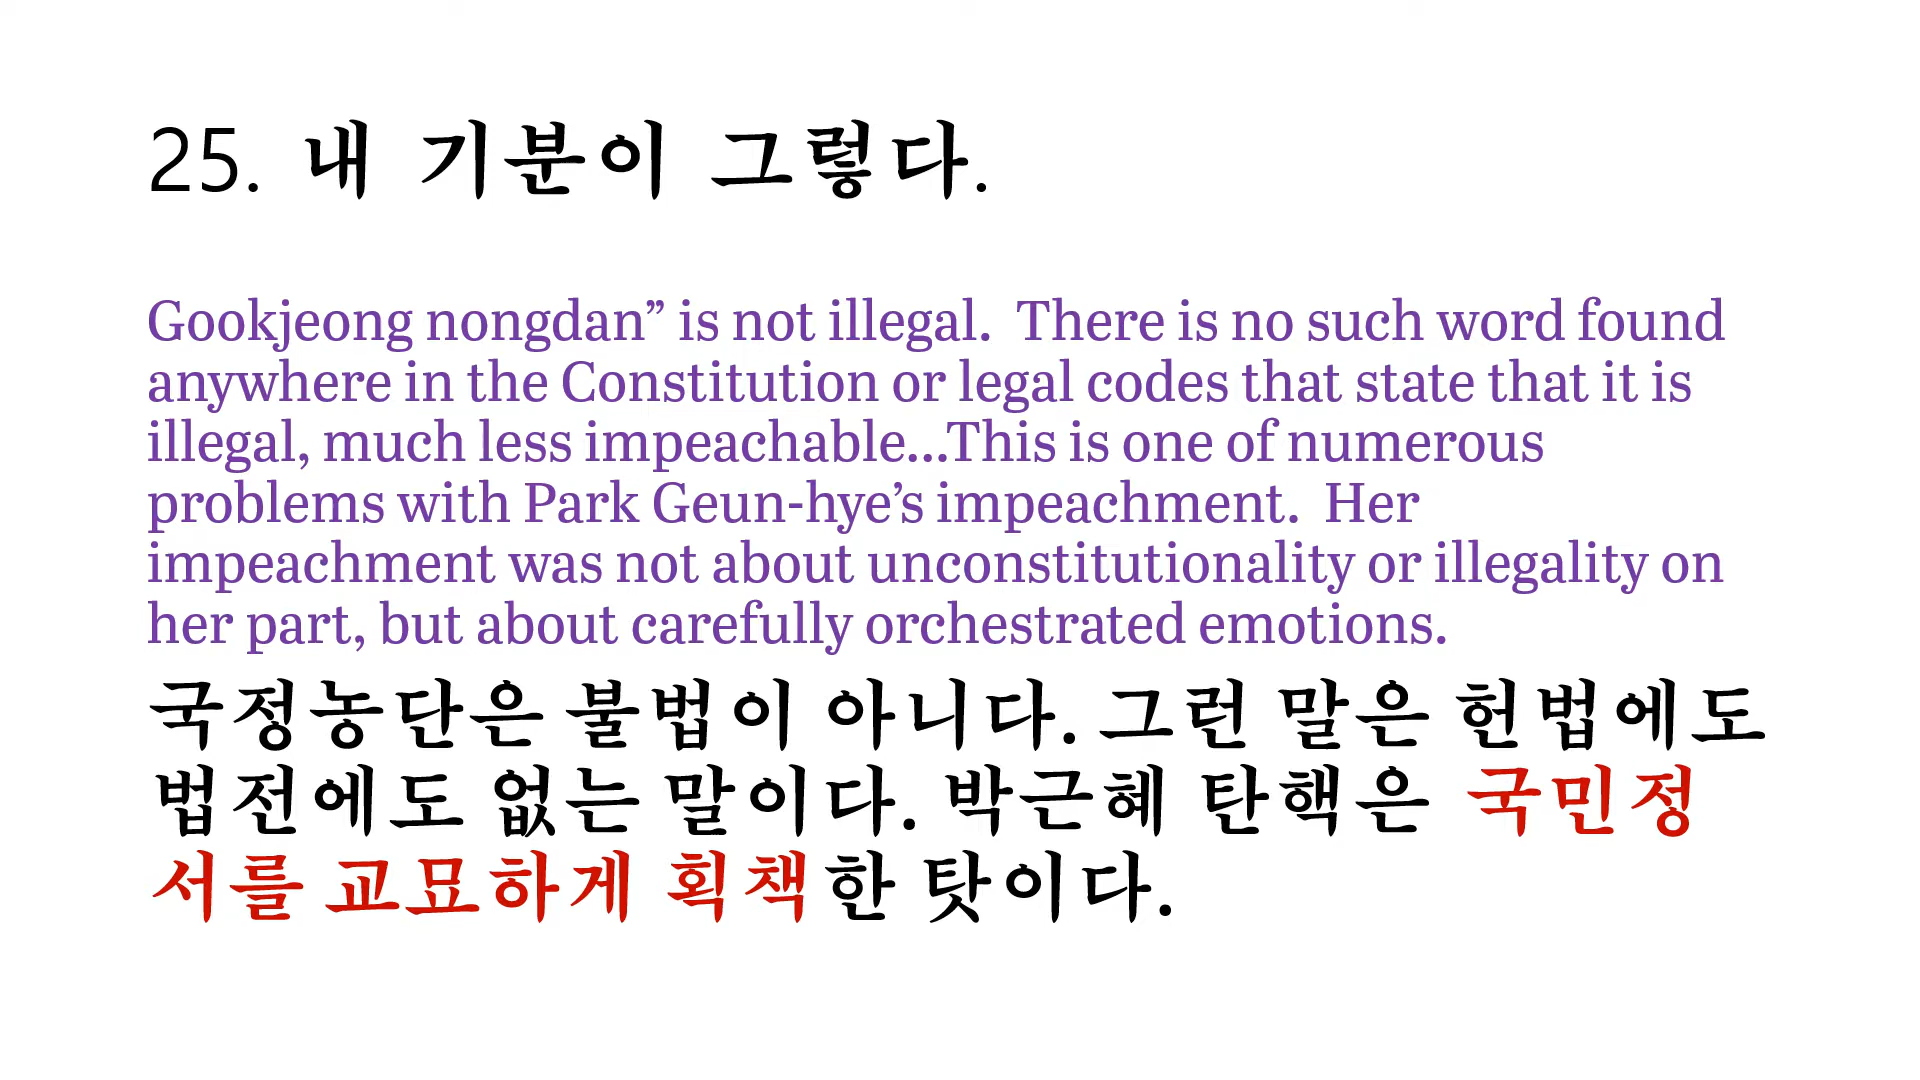 25. 내 기분이 그렇다.
Gookjeong nongdan” is not illegal.  There is no such word found
anywhere in the Constitution or legal codes that state that it is
illegal, much less impeachable...This is one of numerous
problems with Park Geun-hye’s impeachment.  Her
impeachment was not about unconstitutionality or illegality on
her part, but about carefully orchestrated emotions.
국정농단은 불법이 아니다. 그런 말은 헌법에도
법전에도 없는 말이다. 박근혜 탄핵은 국민정
서를 교묘하게 획책한 탓이다.